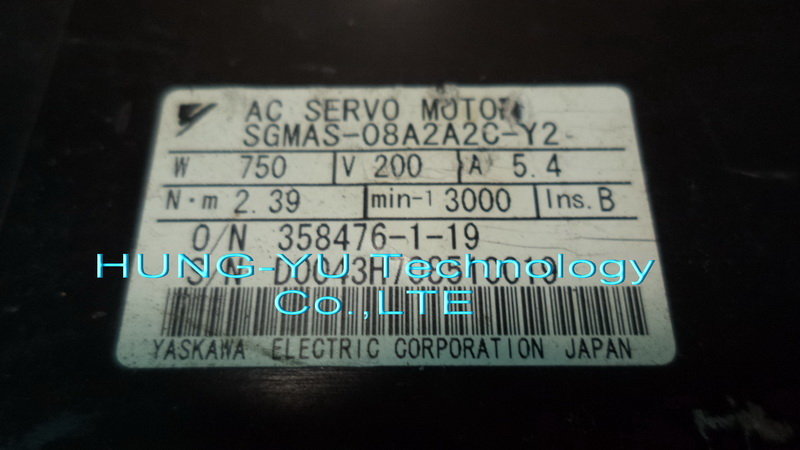 AC SERVO MOTOR
SGMAS-08A2A2C-Y2
W 750 V 200 A 5.4
N·m 2.39 min-1 3000 Ins. B
O/N 358476-1-19
S/N
HUNG-YU Technology
Co.,LTE
YASKAWA ELECTRIC CORPORATION JAPAN